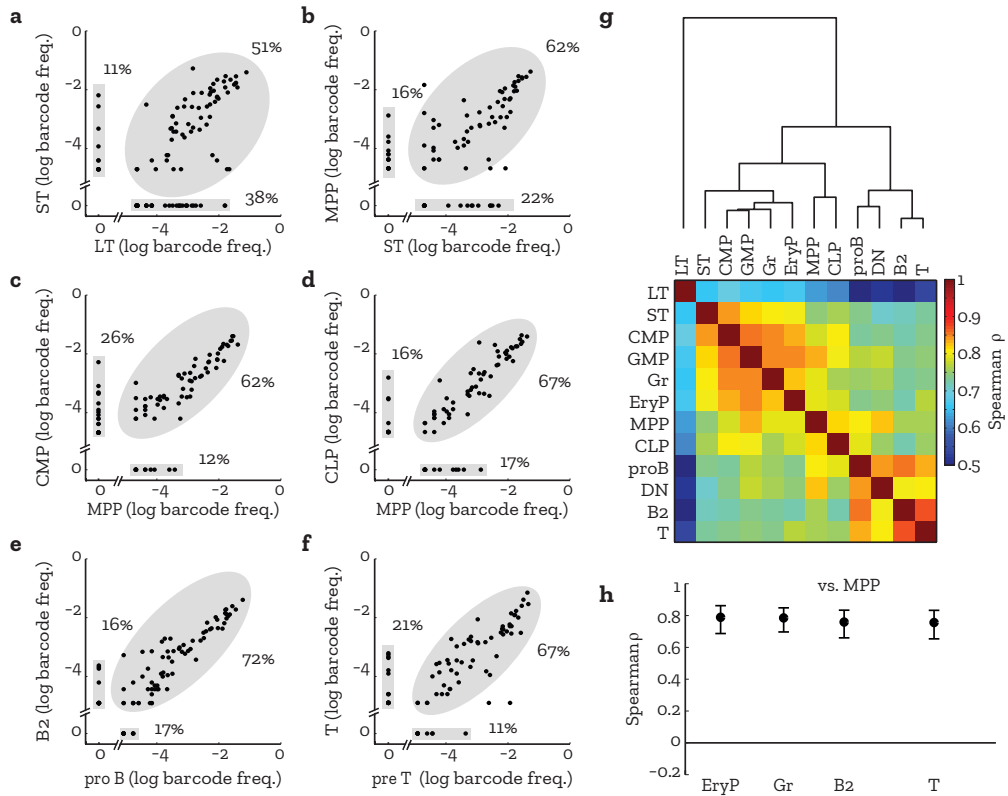 a
0
−2
−4
0
0
−4
−2
0
ST (log barcode freq.)
LT (log barcode freq.)
11%
51%
38%
b
0
−2
−4
0
0
−4
−2
0
MPP (log barcode freq.)
ST (log barcode freq.)
16%
62%
22%
c
0
−2
−4
0
0
−4
−2
0
CMP (log barcode freq.)
MPP (log barcode freq.)
26%
62%
12%
d
0
−2
−4
0
0
−4
−2
0
CLP (log barcode freq.)
MPP (log barcode freq.)
16%
67%
17%
e
0
−2
−4
0
0
−4
−2
0
B2 (log barcode freq.)
pro B (log barcode freq.)
16%
72%
17%
f
0
−2
−4
0
0
−4
−2
0
T (log barcode freq.)
pre T (log barcode freq.)
21%
67%
11%
g
LT
ST
CMP
GMP
Gr
EryP
MPP
CLP
proB
DN
B2
T
LT
ST
CMP
GMP
Gr
EryP
MPP
CLP
proB
DN
B2
T
1
0.9
0.8
0.7
0.6
0.5
Spearman ρ
h
vs. MPP
1
0.8
0.6
0.4
0.2
0
−0.2
Spearman ρ
EryP
Gr
B2
T